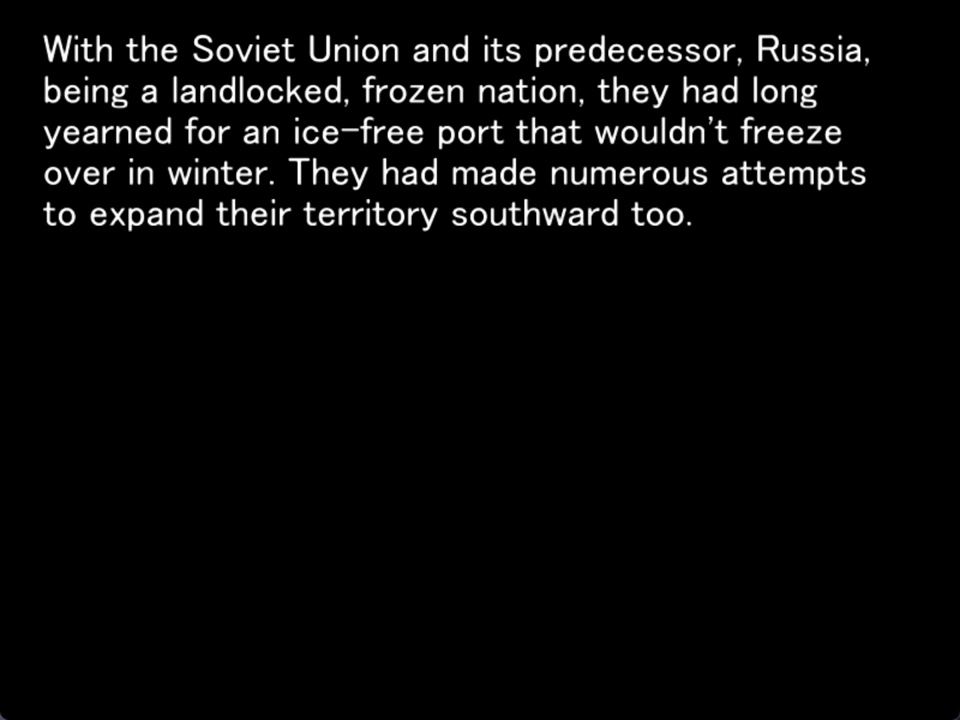 With the Soviet Union and its predecessor, Russia,
being a landlocked, frozen nation, they had long
yearned for an ice-free port that wouldn't freeze
over in winter. They had made numerous attempts
to expand their territory southward too.